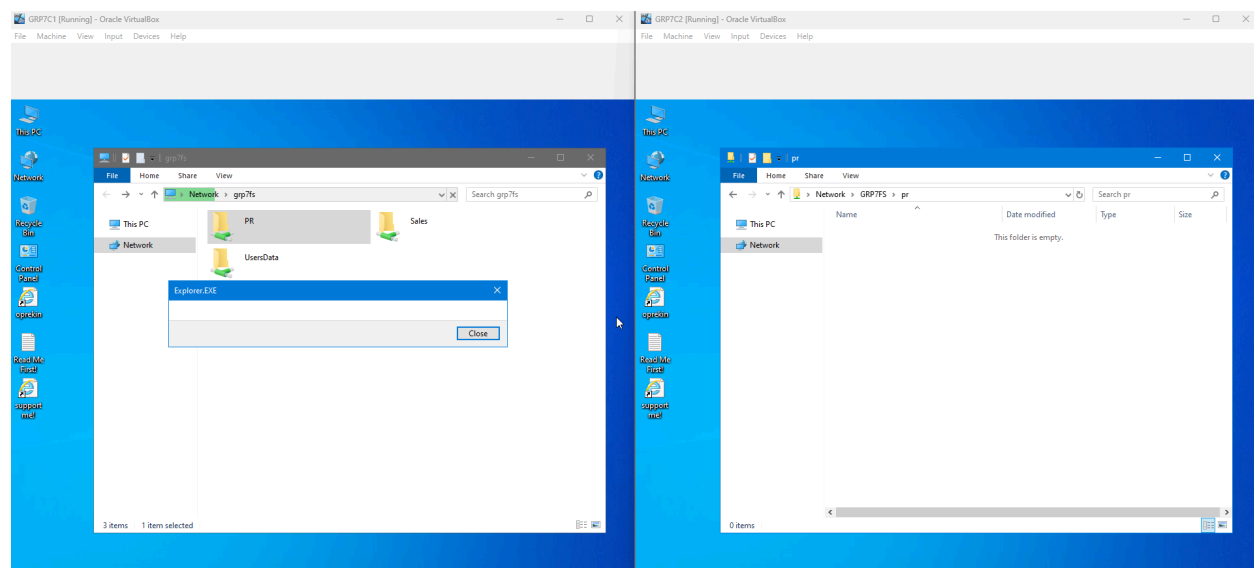 GRP7C1 [Running] - Oracle VirtualBox
File Machine View Input Devices Help
This PC
Network
Recycle Bin
Control Panel
oprekin
Read Me First!
support me!
grp7fs
File Home Share View
Network › grp7fs
Search grp7fs
This PC
Network
PR
Sales
UsersData
Explorer.EXE
Close
3 items 1 item selected
GRP7C2 [Running] - Oracle VirtualBox
File Machine View Input Devices Help
This PC
Network
Recycle Bin
Control Panel
oprekin
Read Me First!
support me!
pr
File Home Share View
Network › GRP7FS › pr
Search pr
This PC
Network
Name Date modified Type Size
This folder is empty.
0 items